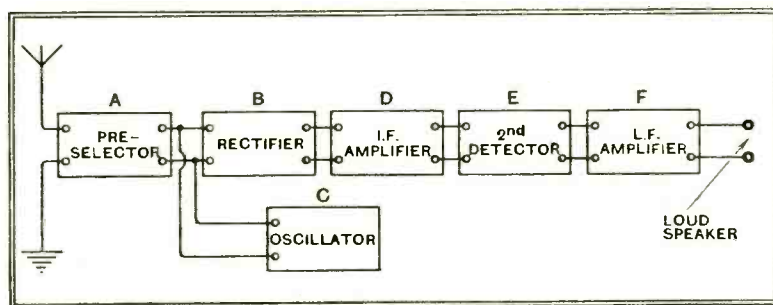 A
B
D
E
F
PRE-
SELECTOR
RECTIFIER
I.F.
AMPLIFIER
2nd
DETECTOR
L.F.
AMPLIFIER
C
OSCILLATOR
LOUD
SPEAKER